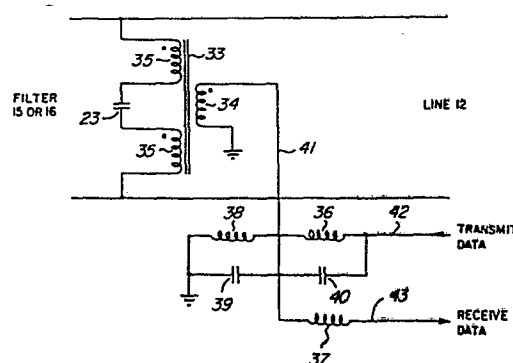 35
33
FILTER
15 OR 16
23
34
LINE 12
35
41
38
36
42
TRANSMIT
DATA
39
40
43
RECEIVE
DATA
37